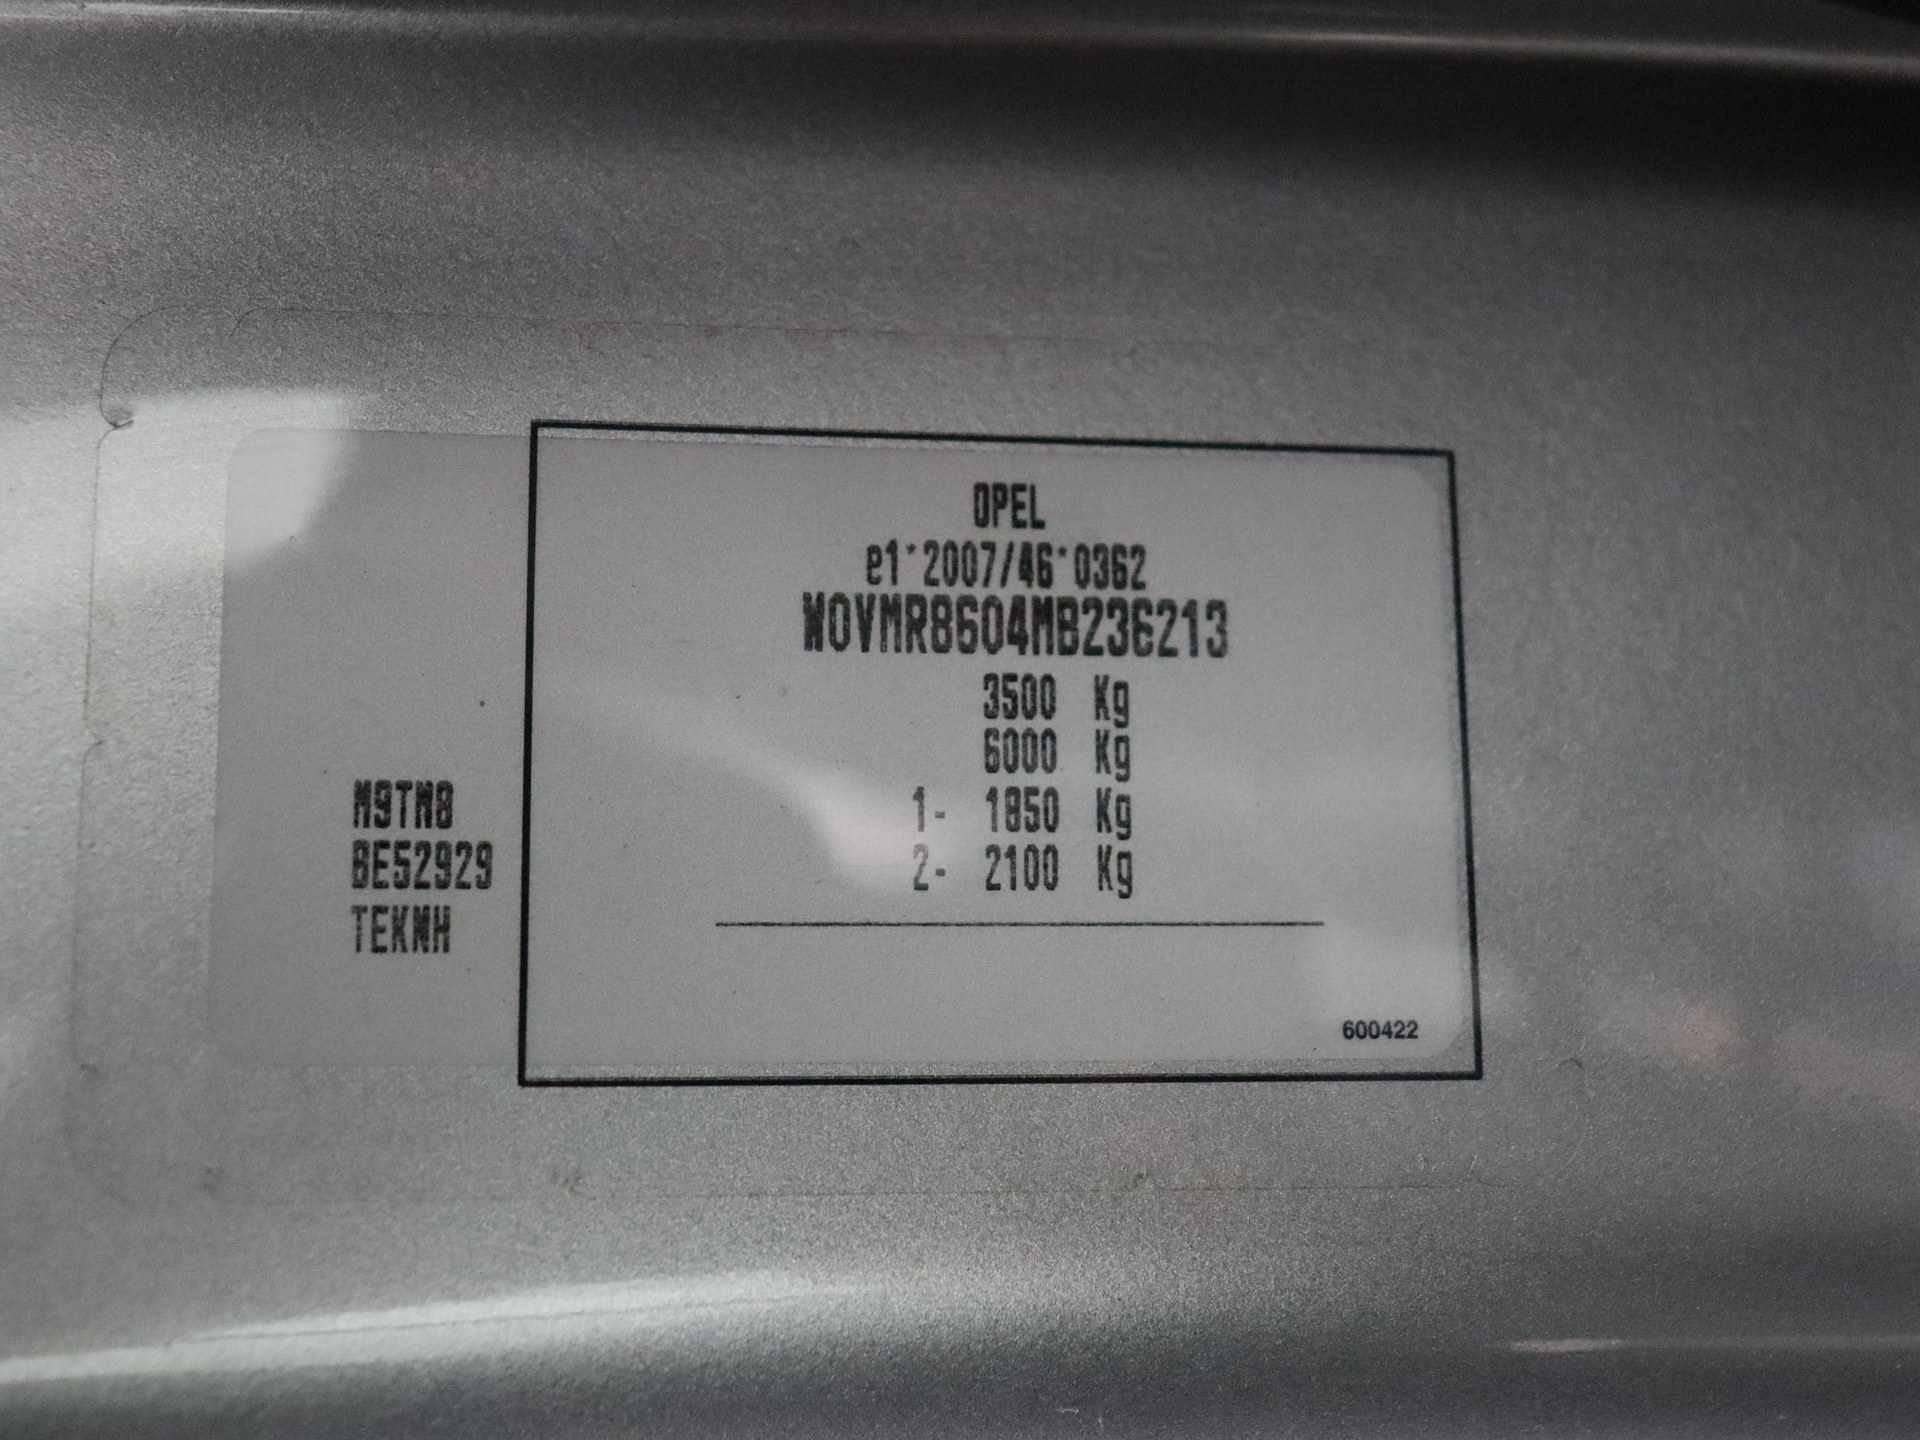 OPEL
e1*2007/46*0362
W0VMR8604MB236213
3500 Kg
6000 Kg
1- 1850 Kg
2- 2100 Kg
M9TN8
BE52929
TEKNH
600422